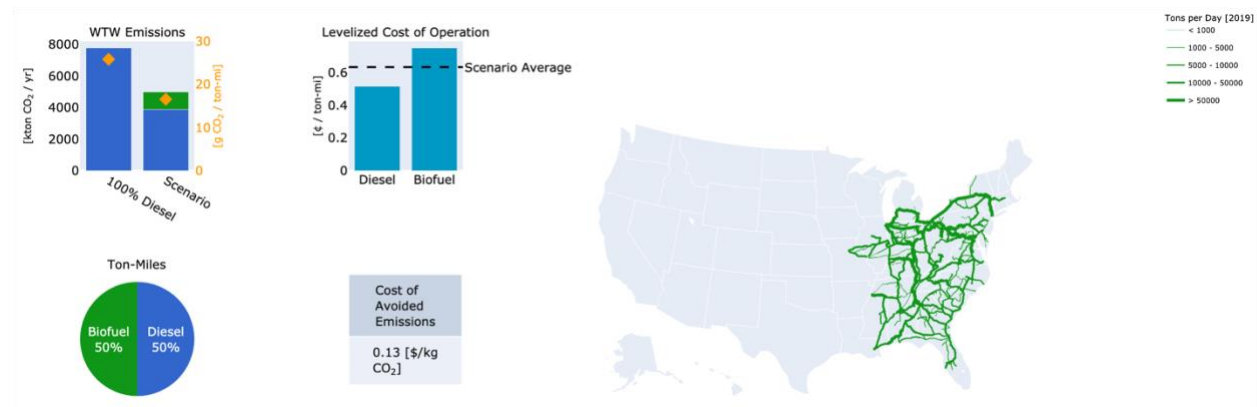 WTW Emissions
8000
6000
4000
2000
0
[kton CO₂ / yr]
30
20
10
0
[g CO₂ / ton-mi]
100% Diesel
Scenario
Levelized Cost of Operation
0.6
0.4
0.2
0
[¢ / ton-mi]
Scenario Average
Diesel
Biofuel
Tons per Day [2019]
< 1000
1000 - 5000
5000 - 10000
10000 - 50000
> 50000
Ton-Miles
Biofuel
50%
Diesel
50%
Cost of
Avoided
Emissions
0.13 [$/kg
CO₂]